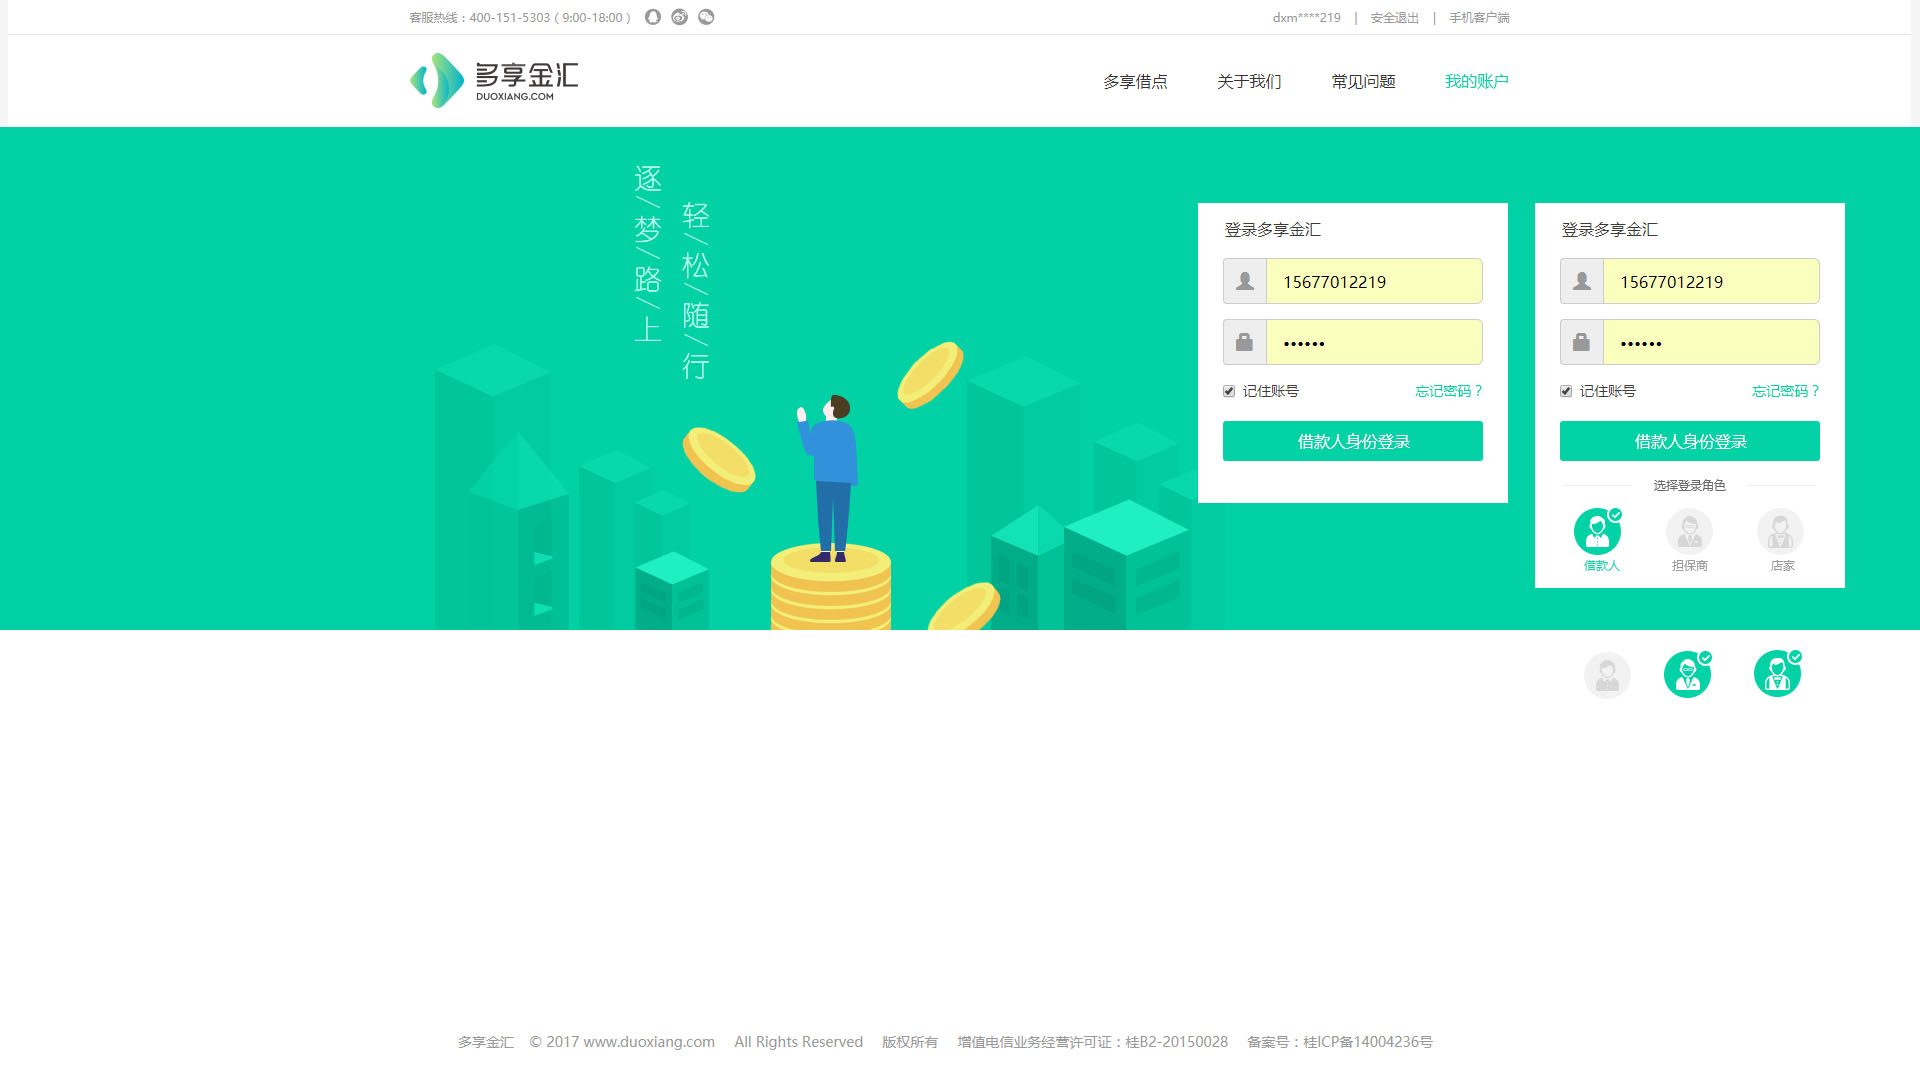 客服热线：400-151-5303（9:00-18:00）
dxm****219 | 安全退出 | 手机客户端
多享金汇
DUOXIANG.COM
多享借点 关于我们 常见问题 我的账户
逐/梦/路/上
轻/松/随/行
登录多享金汇
15677012219
••••••
记住账号 忘记密码？
借款人身份登录
登录多享金汇
15677012219
••••••
记住账号 忘记密码？
借款人身份登录
选择登录角色
借款人 担保商 店家
多享金汇 © 2017 www.duoxiang.com All Rights Reserved 版权所有 增值电信业务经营许可证：桂B2-20150028 备案号：桂ICP备14004236号